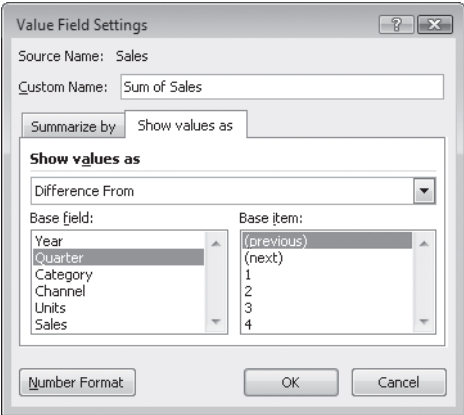 Value Field Settings
Source Name: Sales
Custom Name: Sum of Sales
Summarize by Show values as
Show values as
Difference From
Base field: Base item:
Year (previous)
Quarter (next)
Category 1
Channel 2
Units 3
Sales 4
Number Format OK Cancel